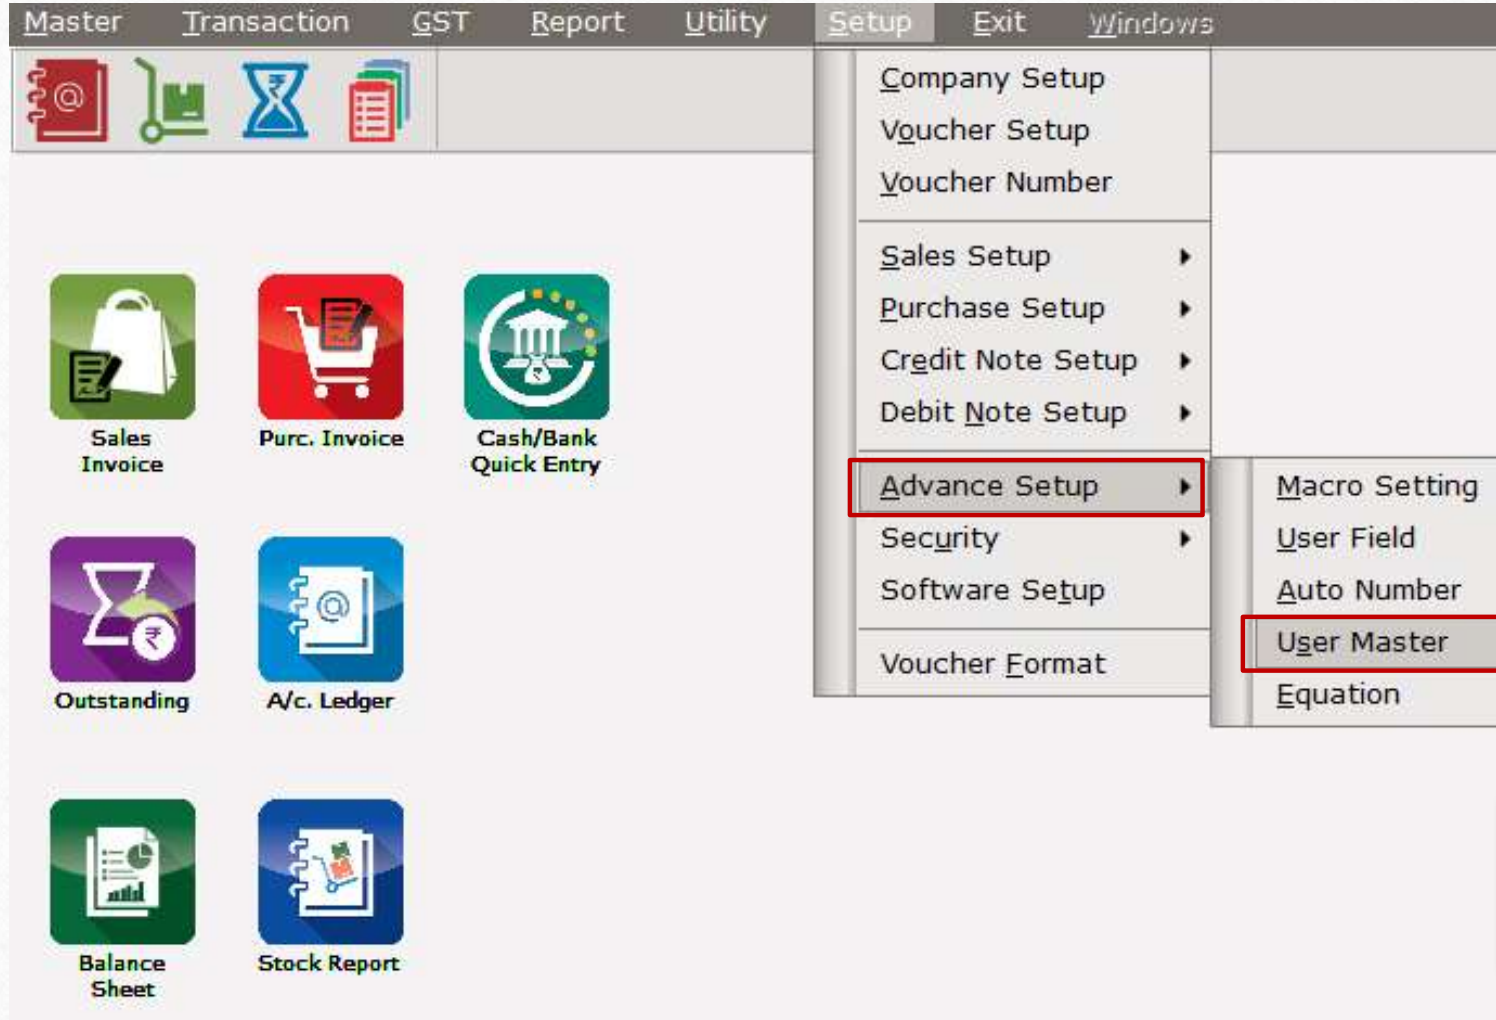 Master Transaction GST Report Utility Setup Exit Windows
Company Setup
Voucher Setup
Voucher Number
Sales Setup
Purchase Setup
Credit Note Setup
Debit Note Setup
Advance Setup
Security
Software Setup
Voucher Format
Macro Setting
User Field
Auto Number
User Master
Equation
Sales
Invoice
Purc. Invoice
Cash/Bank
Quick Entry
Outstanding
A/c. Ledger
Balance
Sheet
Stock Report